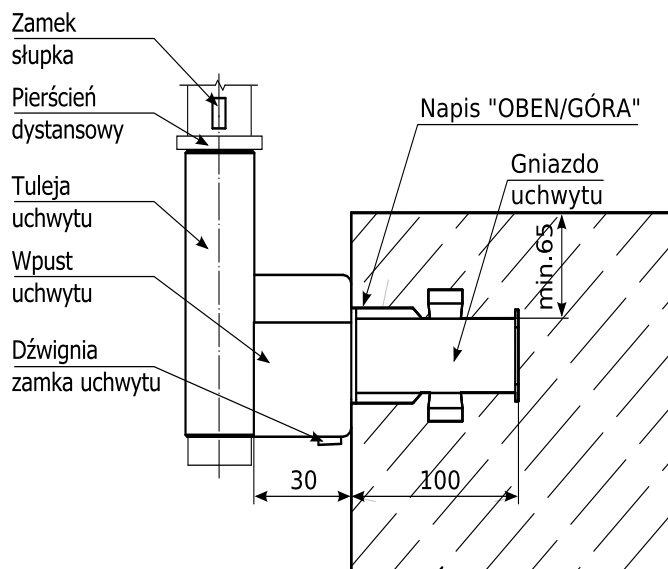 Zamek
słupka
Pierścień
dystansowy
Napis "OBEN/GÓRA"
Gniazdo
uchwytu
Tuleja
uchwytu
min.65
Wpust
uchwytu
Dźwignia
zamka uchwytu
30
100